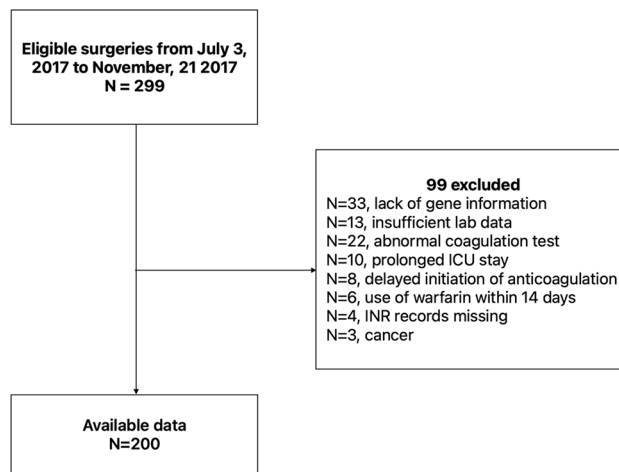 Eligible surgeries from July 3,
2017 to November, 21 2017
N = 299
99 excluded
N=33, lack of gene information
N=13, insufficient lab data
N=22, abnormal coagulation test
N=10, prolonged ICU stay
N=8, delayed initiation of anticoagulation
N=6, use of warfarin within 14 days
N=4, INR records missing
N=3, cancer
Available data
N=200